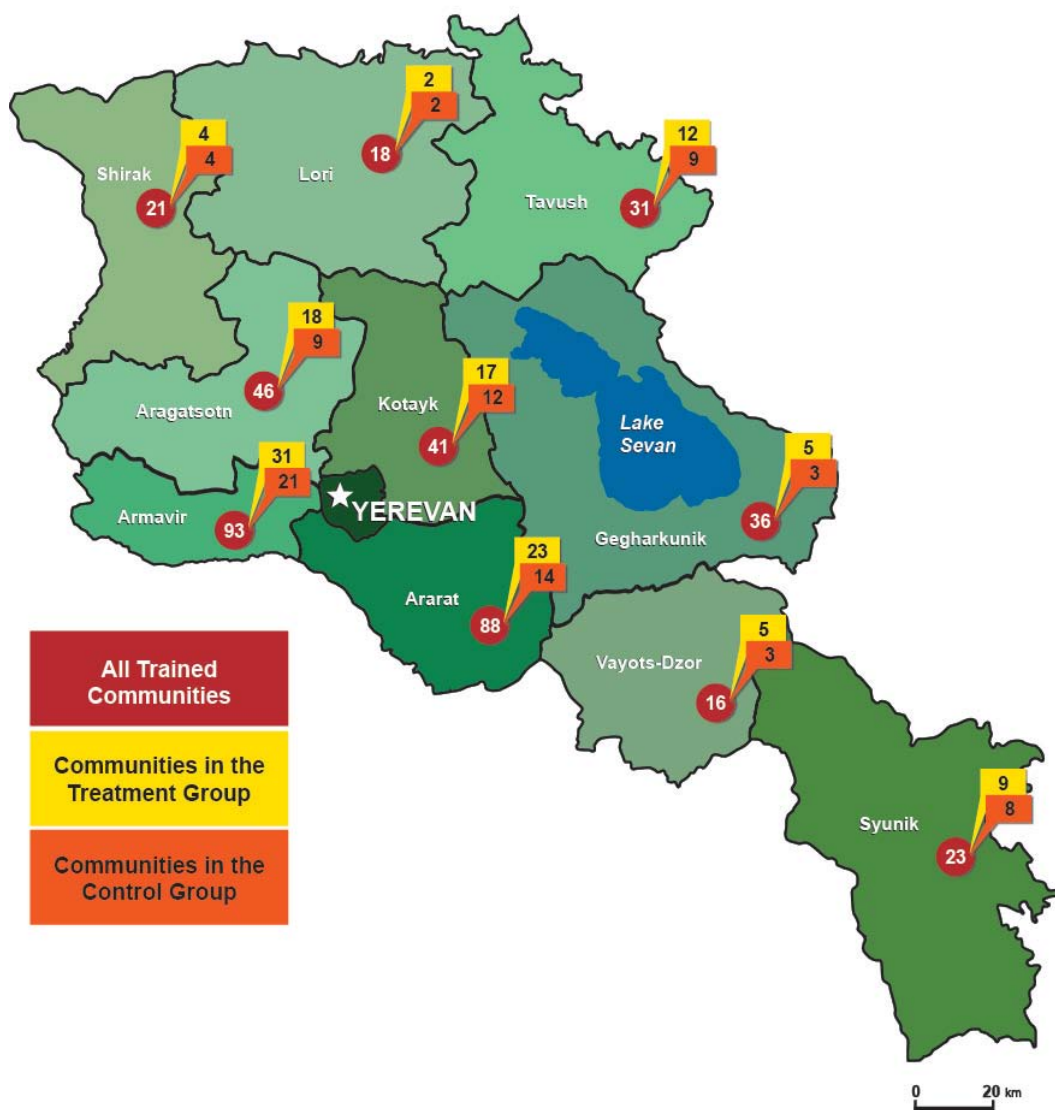 2
2
18
Lori
4
4
Shirak
21
12
9
Tavush
31
18
9
46
Aragatsotn
17
12
Kotayk
41
Lake
Sevan
5
3
36
Gegharkunik
31
21
Armavir
93
YEREVAN
23
14
Ararat
88
5
3
Vayots-Dzor
16
9
8
Syunik
23
All Trained
Communities
Communities in the
Treatment Group
Communities in the
Control Group
0 20 km